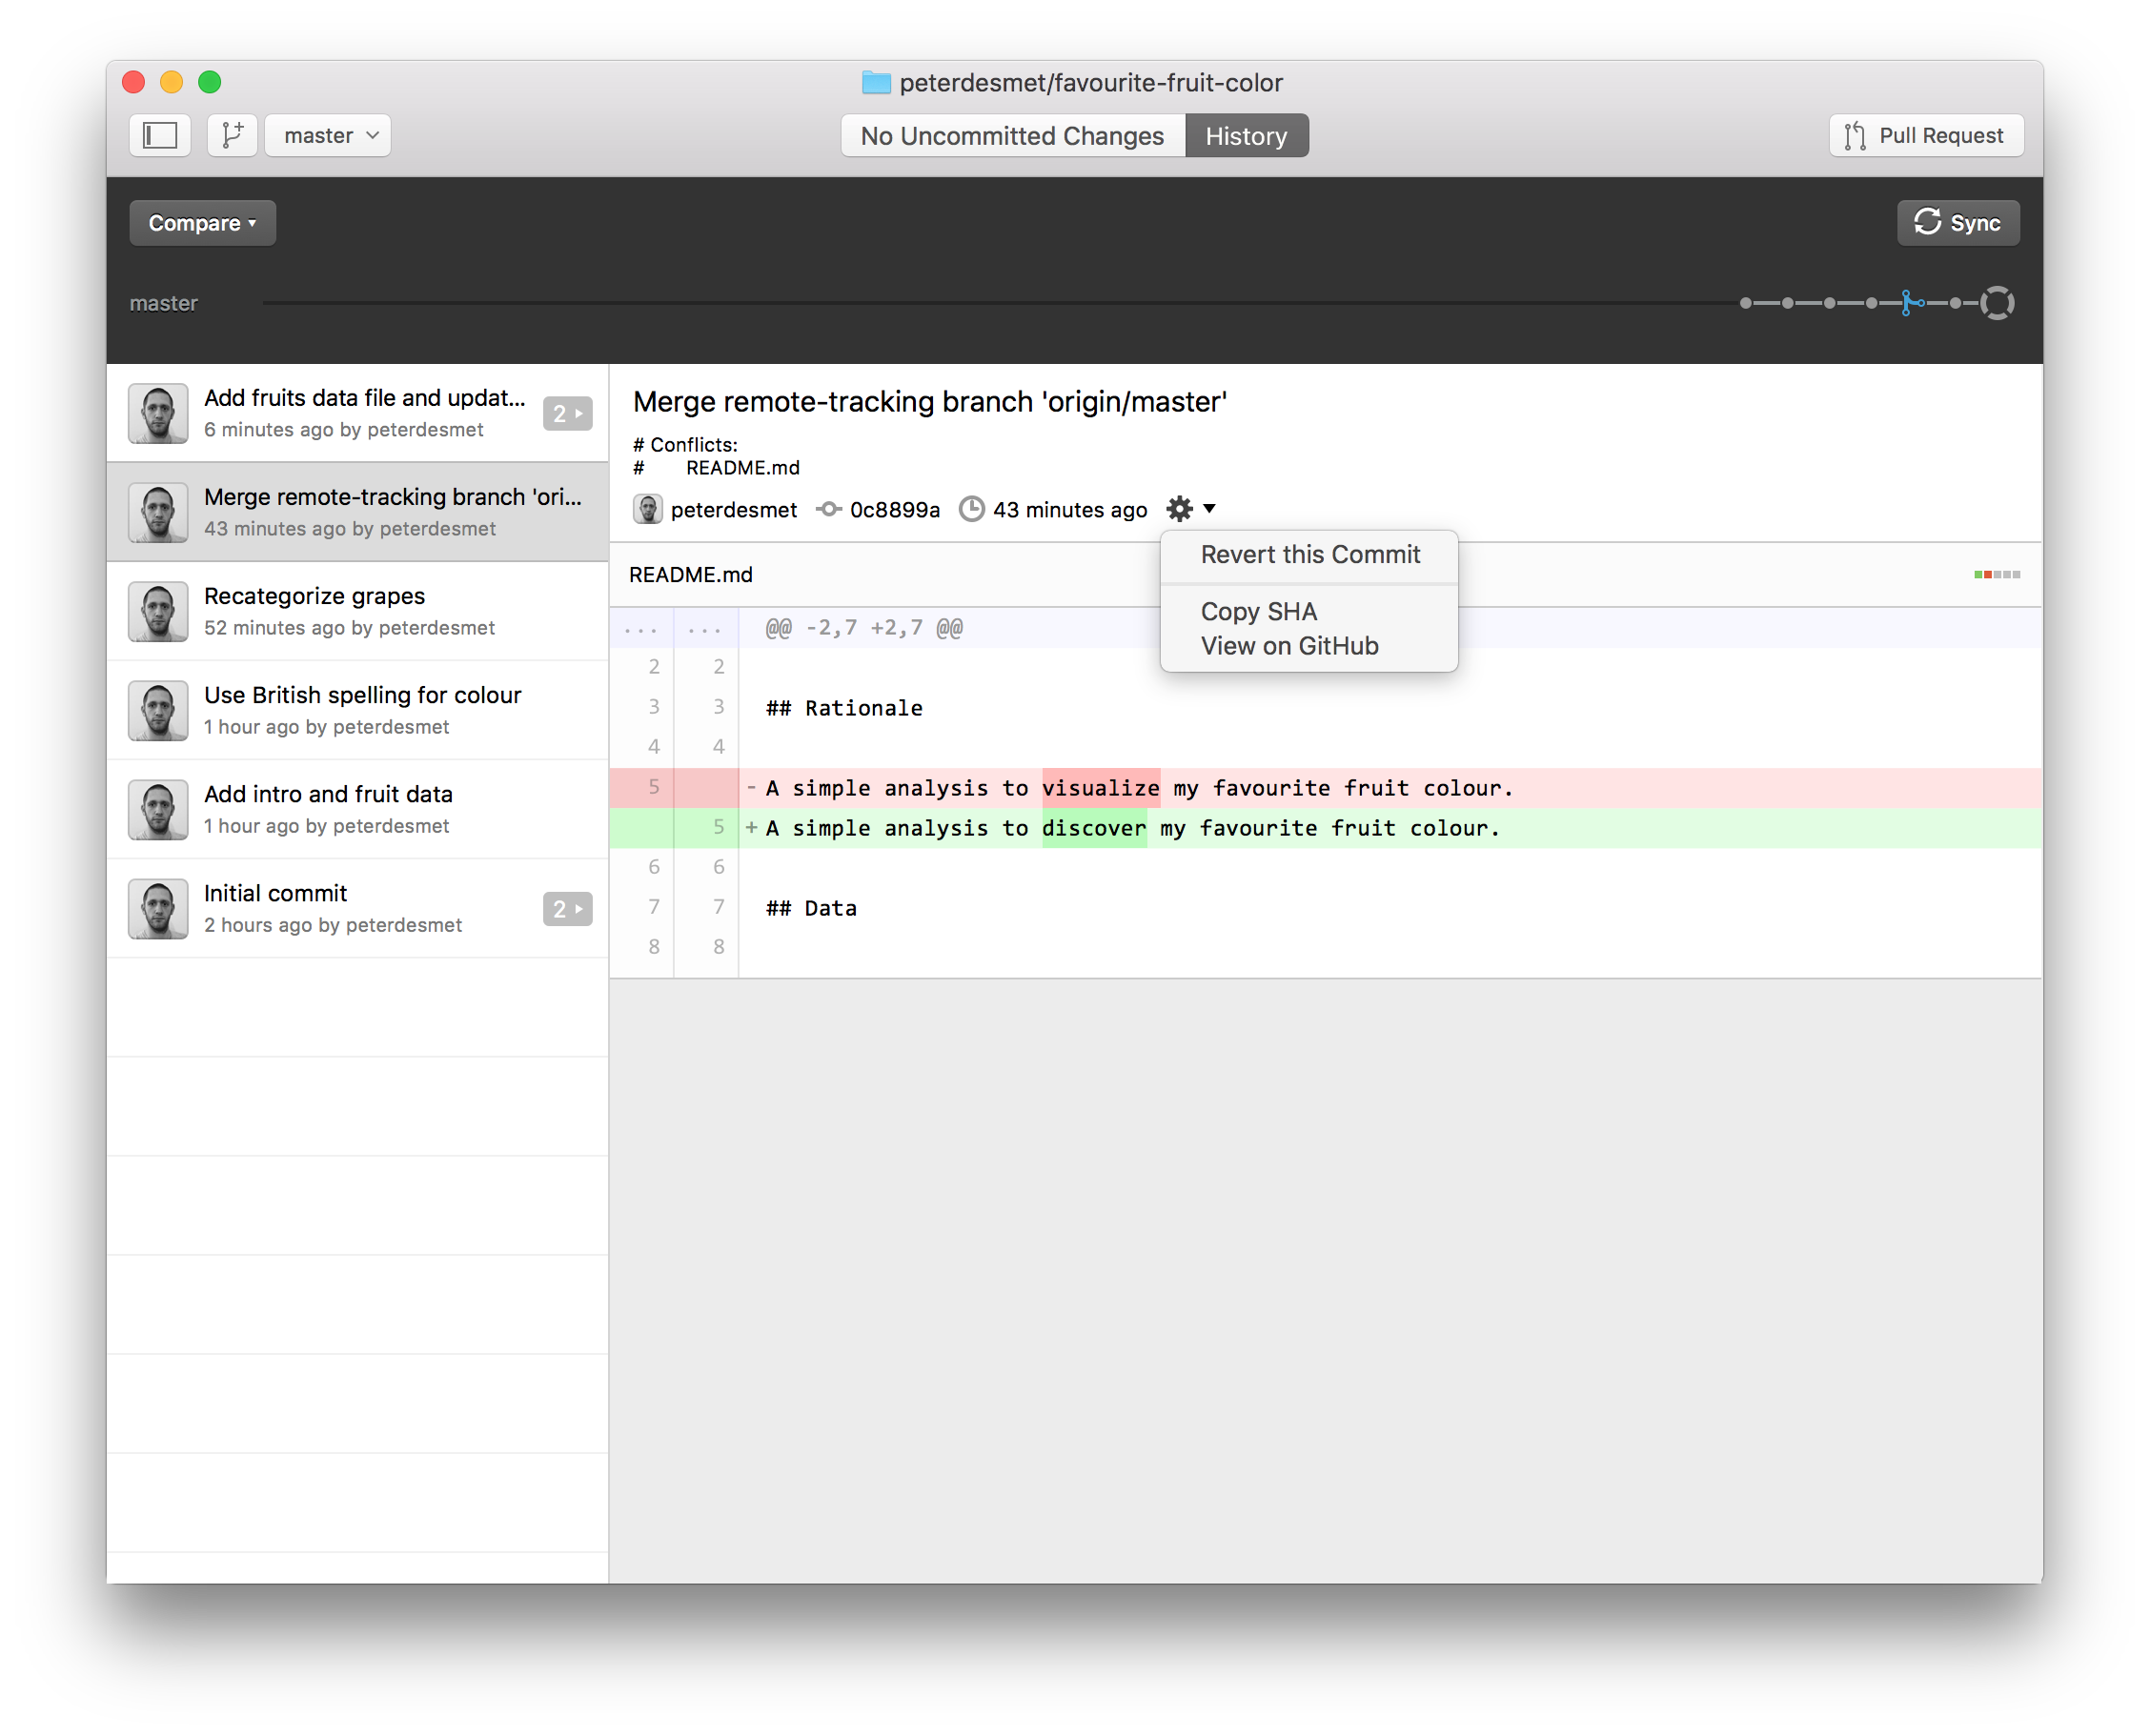 peterdesmet/favourite-fruit-color
master
No Uncommitted Changes
History
Pull Request
Compare
Sync
master
Add fruits data file and updat...
6 minutes ago by peterdesmet
2
Merge remote-tracking branch 'ori...
43 minutes ago by peterdesmet
Recategorize grapes
52 minutes ago by peterdesmet
Use British spelling for colour
1 hour ago by peterdesmet
Add intro and fruit data
1 hour ago by peterdesmet
Initial commit
2 hours ago by peterdesmet
2
Merge remote-tracking branch 'origin/master'
# Conflicts:
# README.md
peterdesmet 0c8899a 43 minutes ago
Revert this Commit
Copy SHA
View on GitHub
README.md
... ... @@ -2,7 +2,7 @@
2 2
3 3 ## Rationale
4 4
5 - A simple analysis to visualize my favourite fruit colour.
5 + A simple analysis to discover my favourite fruit colour.
6 6
7 7 ## Data
8 8